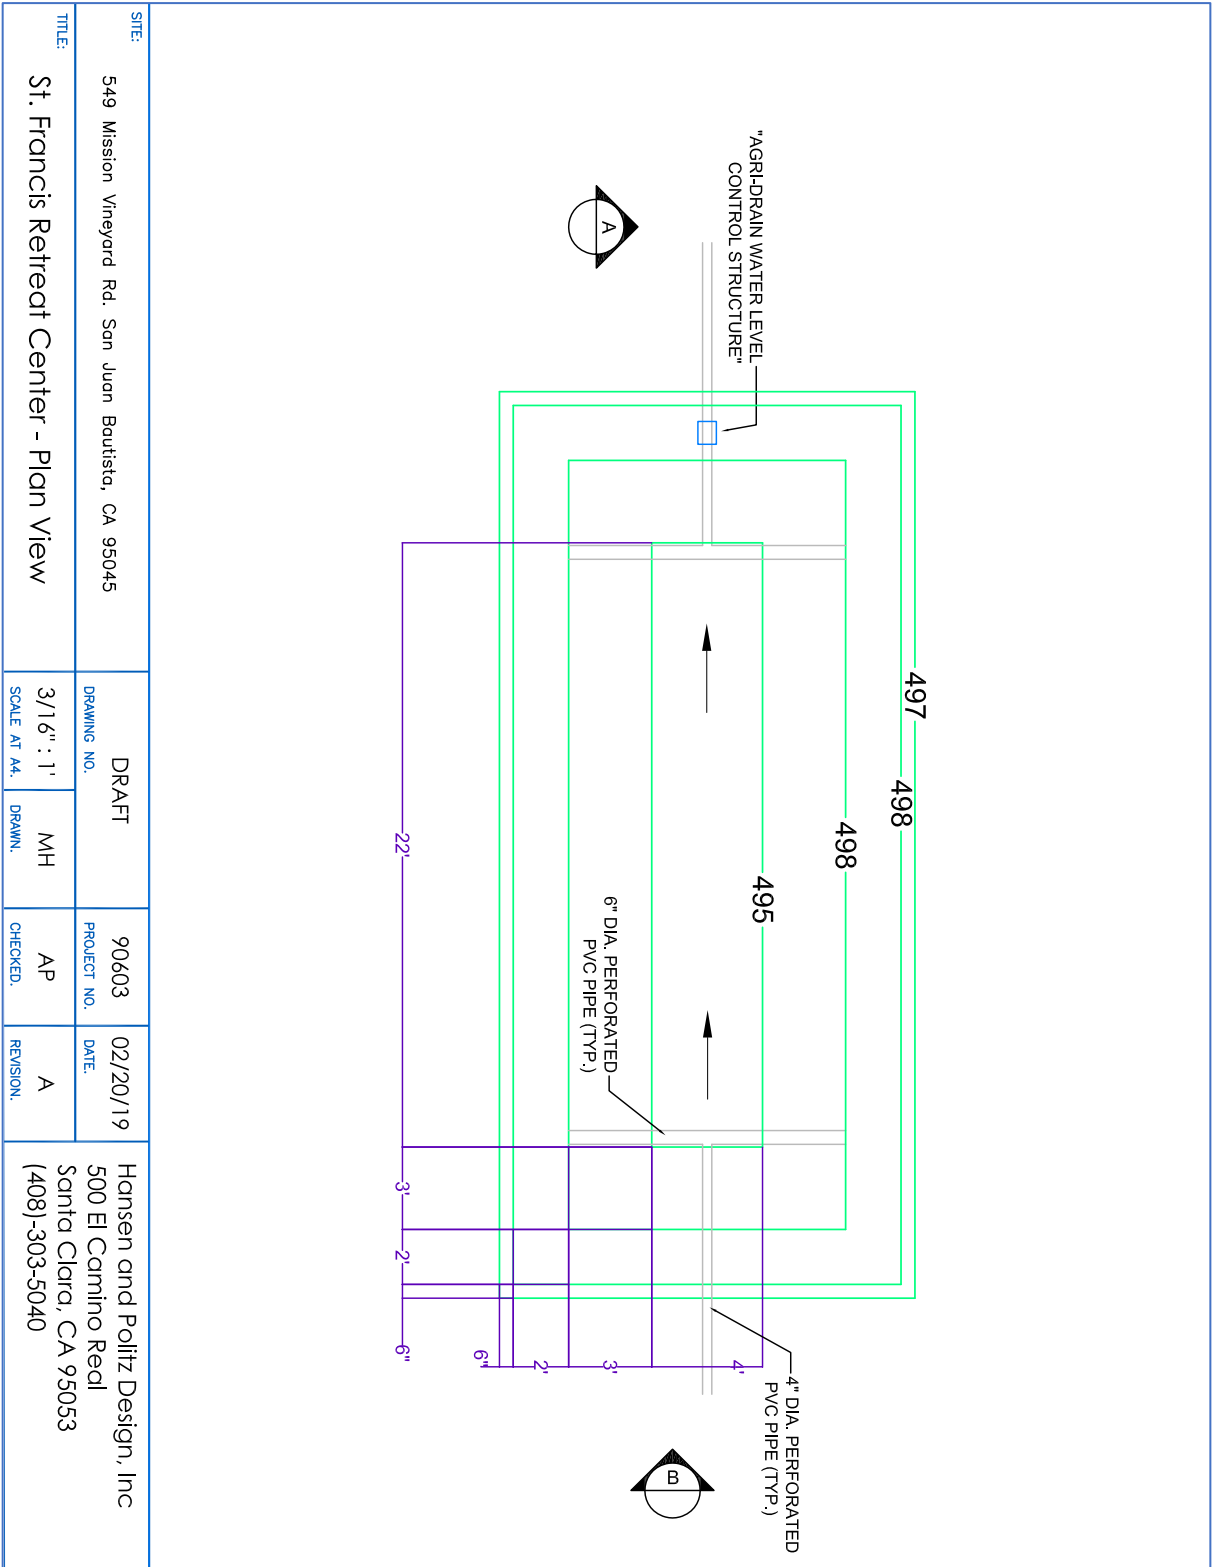 "AGRI-DRAIN WATER LEVEL
CONTROL STRUCTURE"
A
497
498
498
495
6" DIA. PERFORATED
PVC PIPE (TYP.)
4" DIA. PERFORATED
PVC PIPE (TYP.)
B
22'
3'
2'
6"
4'
3'
2'
6"
SITE:
549 Mission Vineyard Rd. San Juan Bautista, CA 95045
TITLE:
St. Francis Retreat Center - Plan View
DRAFT
DRAWING NO.
90603
PROJECT NO.
02/20/19
DATE.
3/16" : 1'
SCALE AT A4.
MH
DRAWN.
AP
CHECKED.
A
REVISION.
Hansen and Politz Design, Inc
500 El Camino Real
Santa Clara, CA 95053
(408)-303-5040